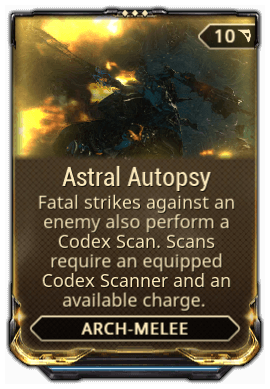 10
Astral Autopsy
Fatal strikes against an
enemy also perform a
Codex Scan. Scans
require an equipped
Codex Scanner and an
available charge.
ARCH-MELEE